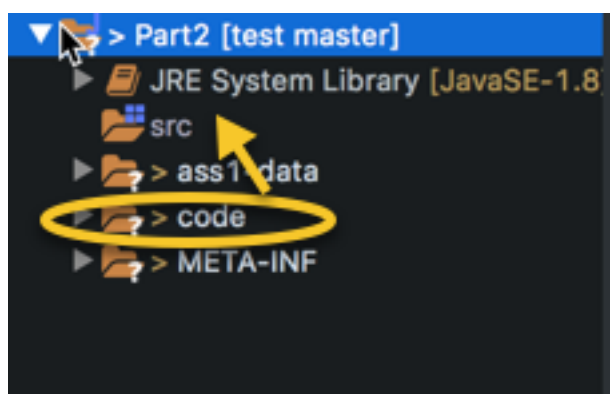 > Part2 [test master]
JRE System Library [JavaSE-1.8
src
> ass1-data
> code
> META-INF